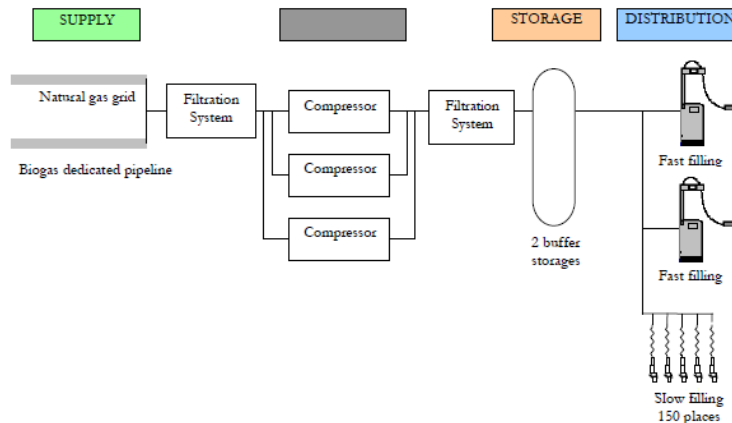 SUPPLY
STORAGE
DISTRIBUTION
Natural gas grid
Biogas dedicated pipeline
Filtration
System
Compressor
Compressor
Compressor
Filtration
System
2 buffer
storages
Fast filling
Fast filling
Slow filling
150 places